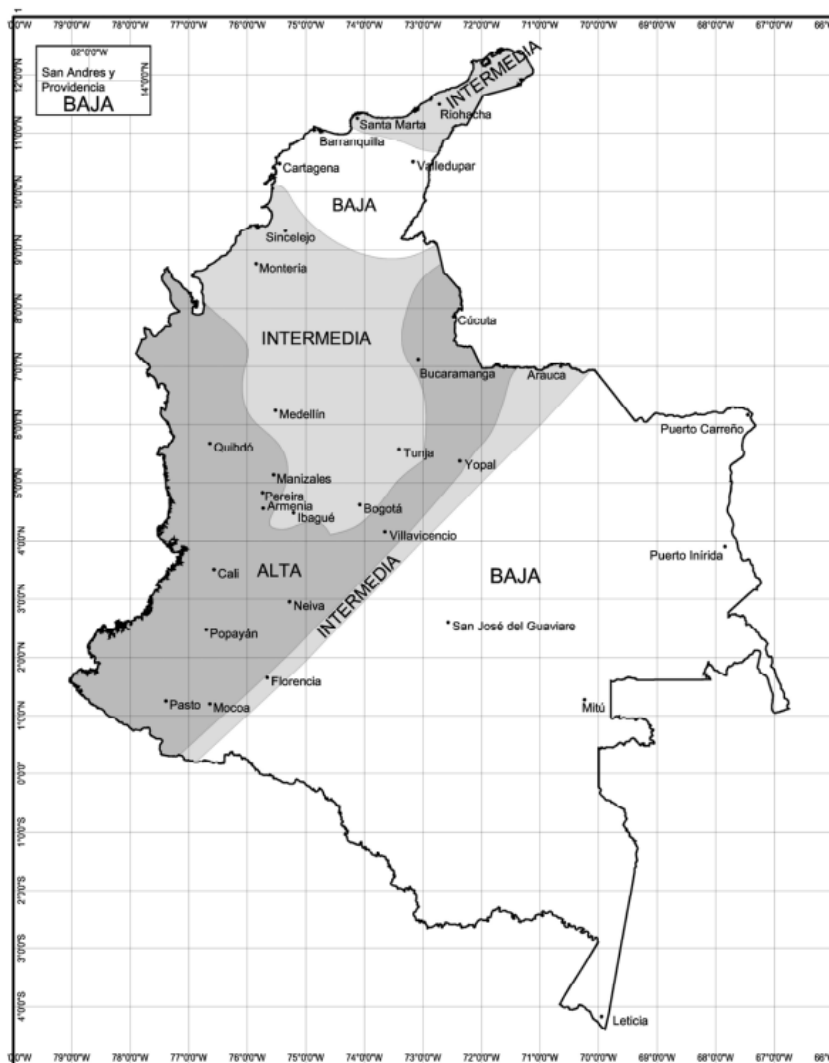 02°0'0"W
San Andres y
Providencia
BAJA
14°0'0"N
INTERMEDIA
Riohacha
Santa Marta
Barranquilla
Cartagena
Valledupar
BAJA
Sincelejo
Montería
Cúcuta
INTERMEDIA
Bucaramanga
Arauca
Medellín
Puerto Carreño
Quibdó
Tunja
Yopal
Manizales
Pereira
Armenia
Ibagué
Bogotá
Villavicencio
Puerto Inírida
ALTA
Cali
BAJA
INTERMEDIA
Neiva
San José del Guaviare
Popayán
Florencia
Pasto
Mocoa
Mitú
Leticia
12°0'0"N
11°0'0"N
10°0'0"N
9°0'0"N
8°0'0"N
7°0'0"N
6°0'0"N
5°0'0"N
4°0'0"N
3°0'0"N
2°0'0"N
1°0'0"N
0°0'0"
1°0'0"S
2°0'0"S
3°0'0"S
4°0'0"S
79°0'0"W
78°0'0"W
77°0'0"W
76°0'0"W
75°0'0"W
74°0'0"W
73°0'0"W
72°0'0"W
71°0'0"W
70°0'0"W
69°0'0"W
68°0'0"W
67°0'0"W
79°0'0"W
78°0'0"W
77°0'0"W
76°0'0"W
75°0'0"W
74°0'0"W
73°0'0"W
72°0'0"W
71°0'0"W
70°0'0"W
69°0'0"W
68°0'0"W
67°0'0"W